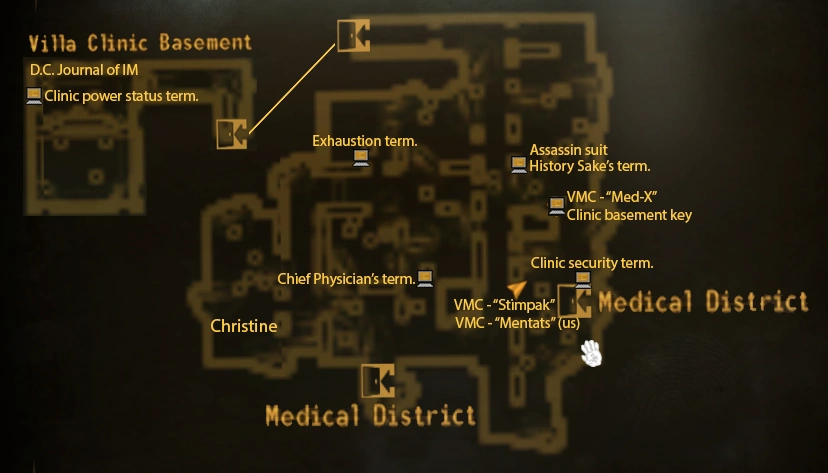 Villa Clinic Basement
D.C. Journal of IM
Clinic power status term.
Exhaustion term.
Assassin suit
History Sake's term.
VMC -"Med-X"
Clinic basement key
Clinic security term.
Chief Physician's term.
VMC -"Stimpak"
VMC -"Mentats" (us)
Medical District
Christine
Medical District